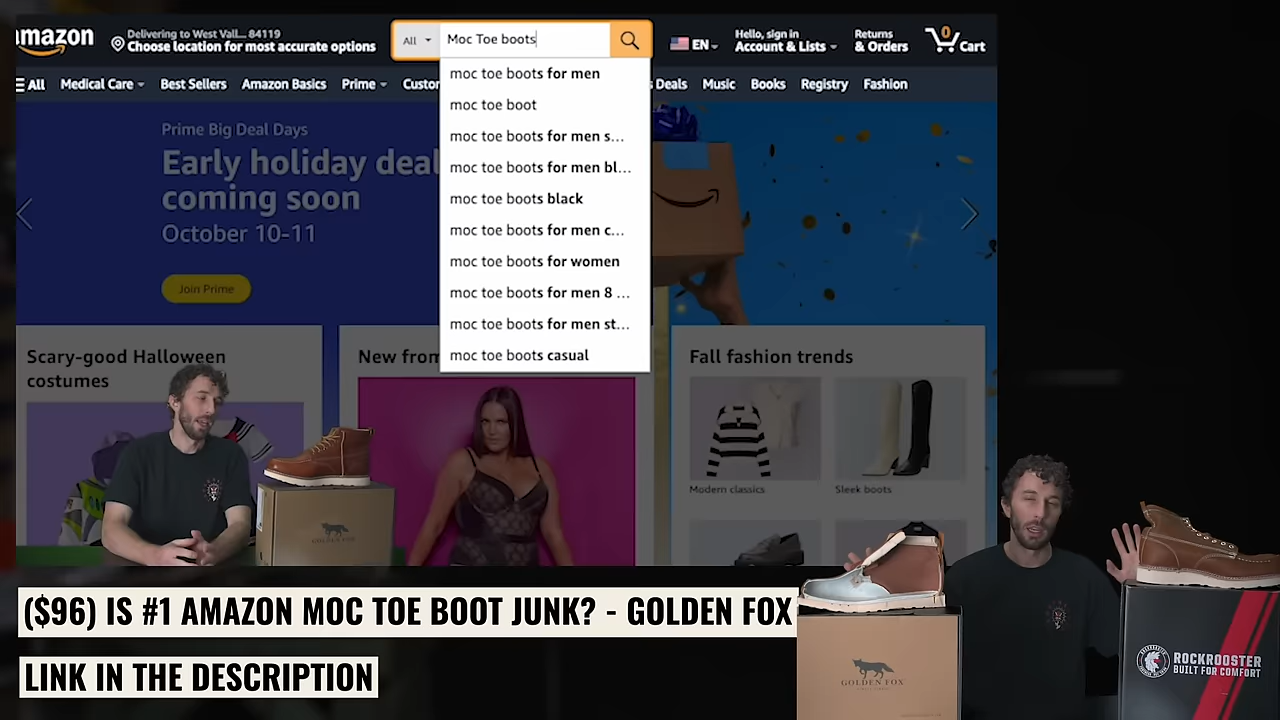 amazon
Delivering to West Vall... 84119
Choose location for most accurate options
All
Moc Toe boots
EN
Hello, sign in
Account & Lists
Returns
& Orders
0
Cart
All
Medical Care
Best Sellers
Amazon Basics
Prime
Custom
s Deals
Music
Books
Registry
Fashion
moc toe boots for men
moc toe boot
moc toe boots for men s...
moc toe boots for men bl...
moc toe boots black
moc toe boots for men c...
moc toe boots for women
moc toe boots for men 8 ...
moc toe boots for men st...
moc toe boots casual
Prime Big Deal Days
Early holiday deal
coming soon
October 10-11
Join Prime
Scary-good Halloween
costumes
New from
Fall fashion trends
Modern classics
Sleek boots
GOLDEN FOX
($96) IS #1 AMAZON MOC TOE BOOT JUNK? - GOLDEN FOX
LINK IN THE DESCRIPTION
GOLDEN FOX
ROCKROOSTER
BUILT FOR COMFORT